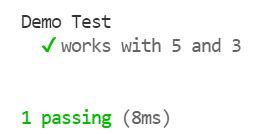 Demo Test
✓ works with 5 and 3
1 passing (8ms)